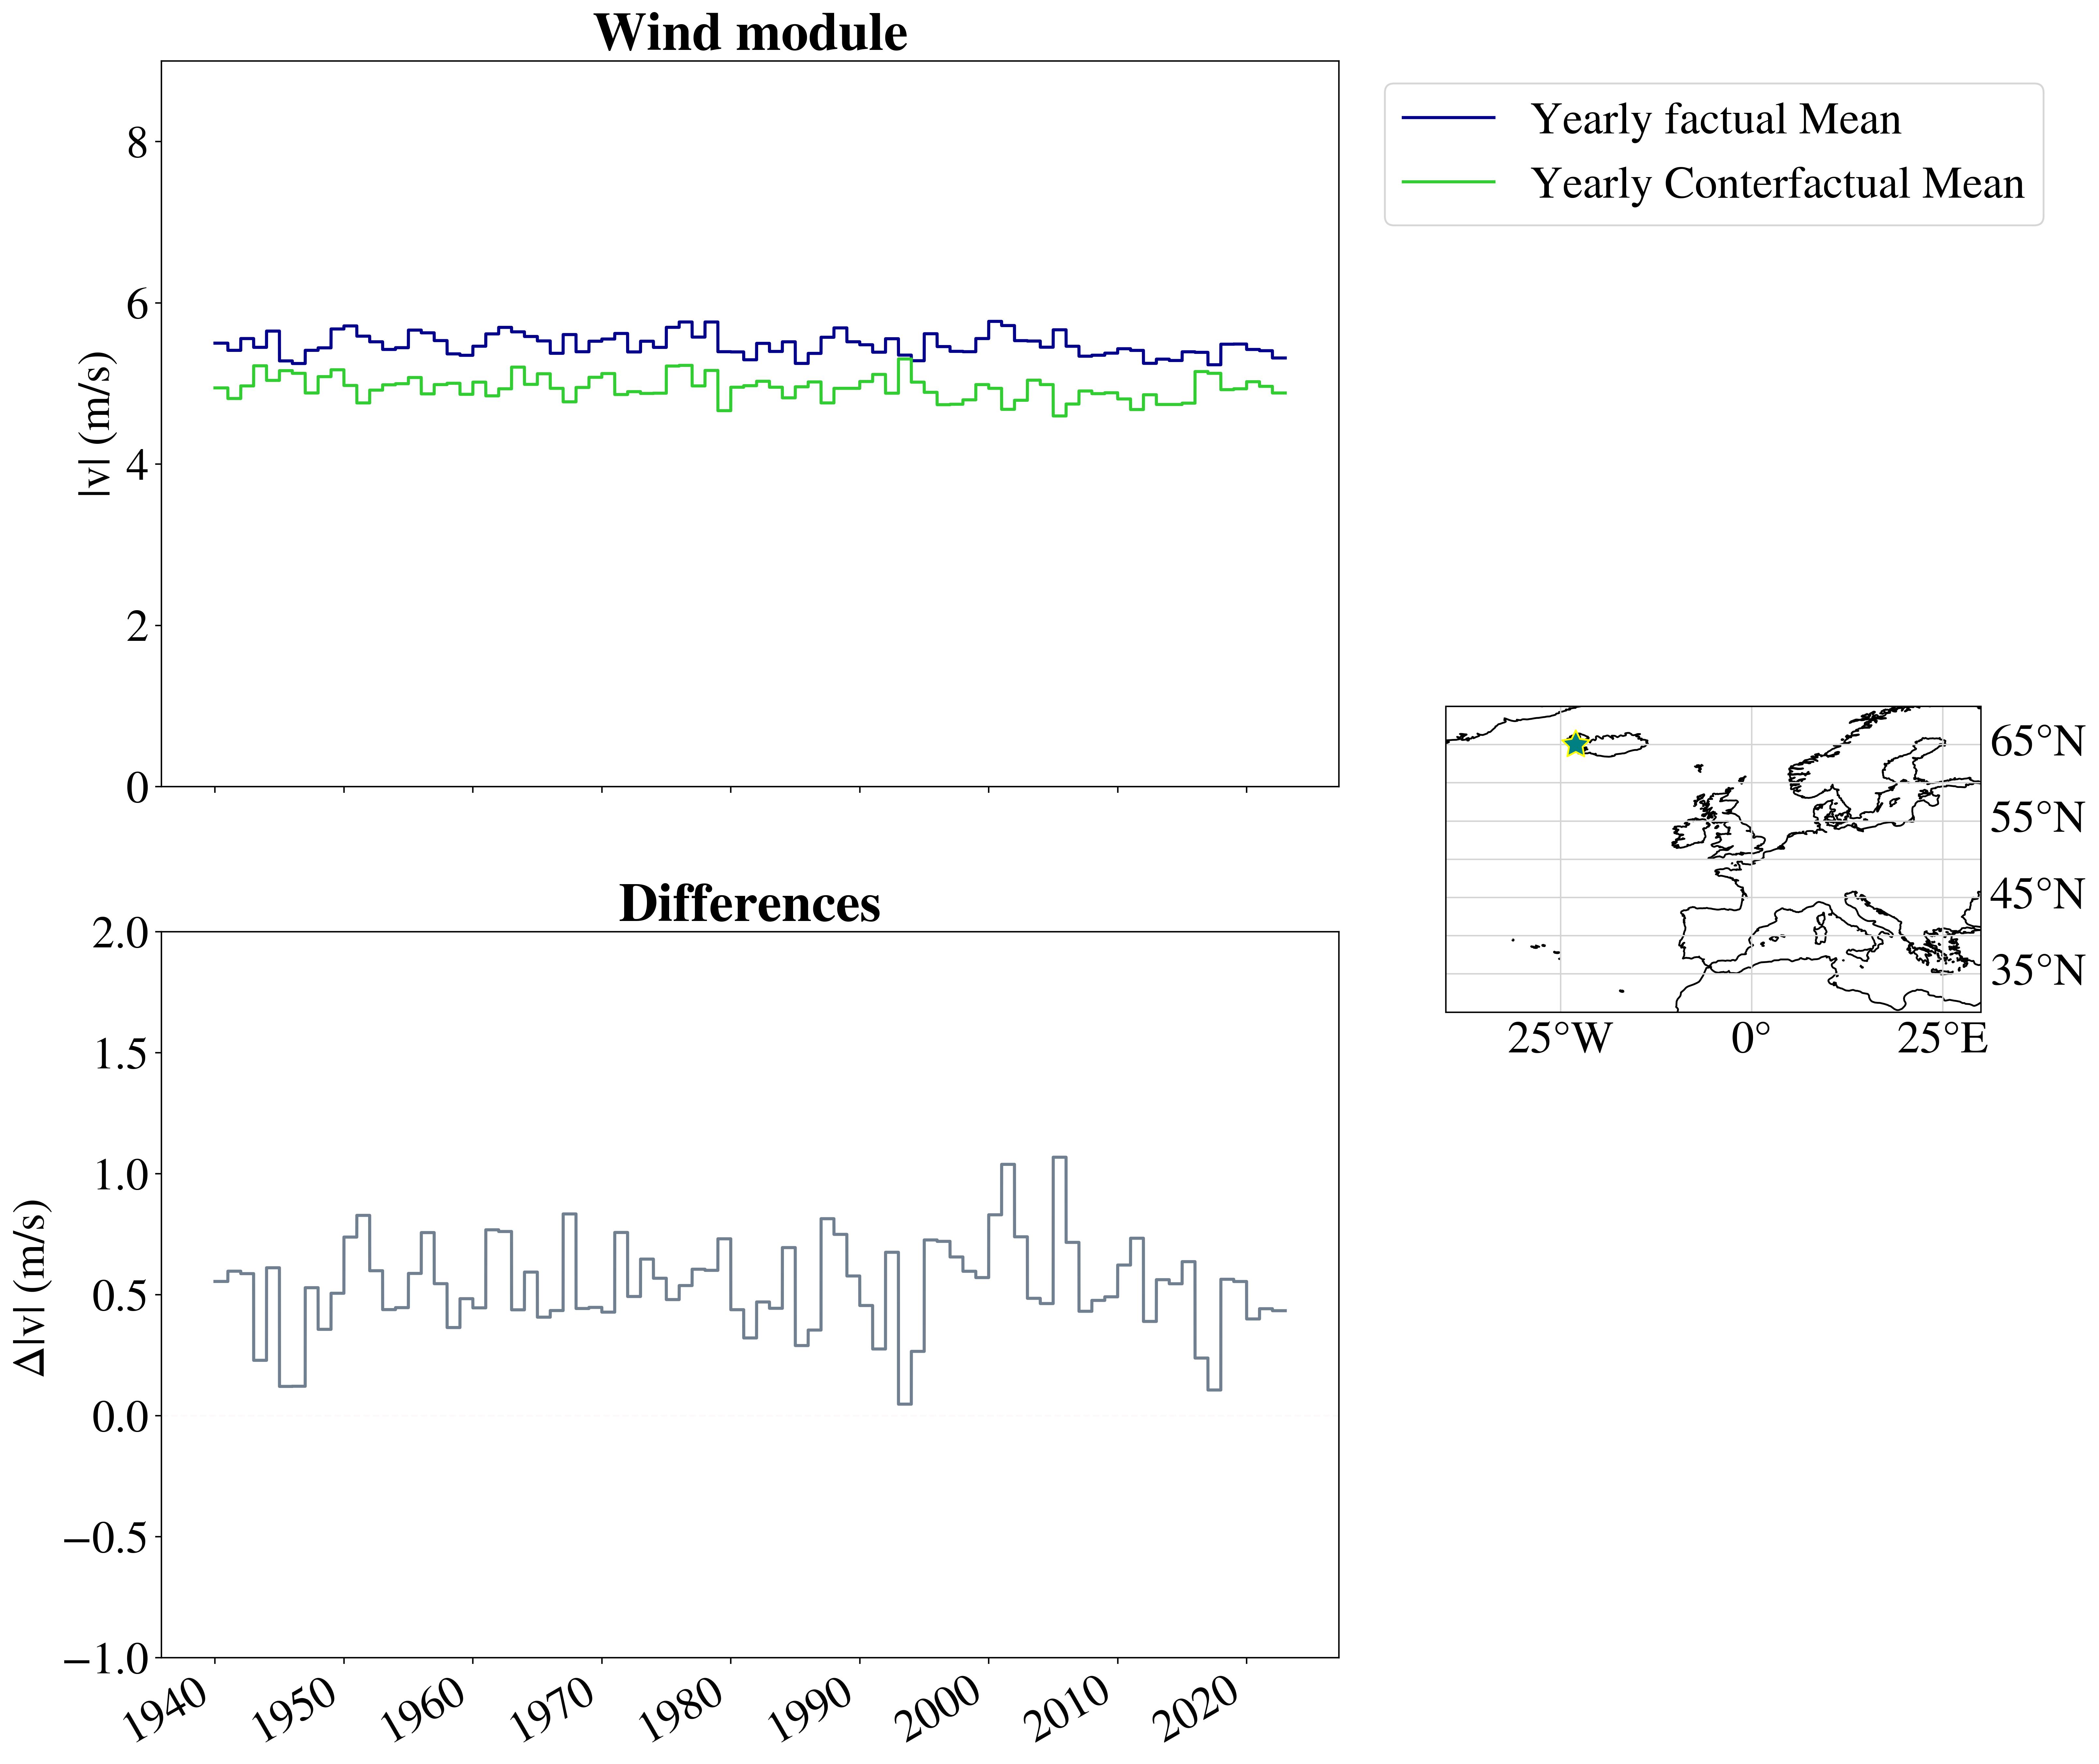 Wind module
8
6
4
2
0
|v| (m/s)
Yearly factual Mean
Yearly Conterfactual Mean
65°N
55°N
45°N
35°N
25°W 0° 25°E
Differences
2.0
1.5
1.0
0.5
0.0
−0.5
−1.0
Δ|v| (m/s)
1940 1950 1960 1970 1980 1990 2000 2010 2020